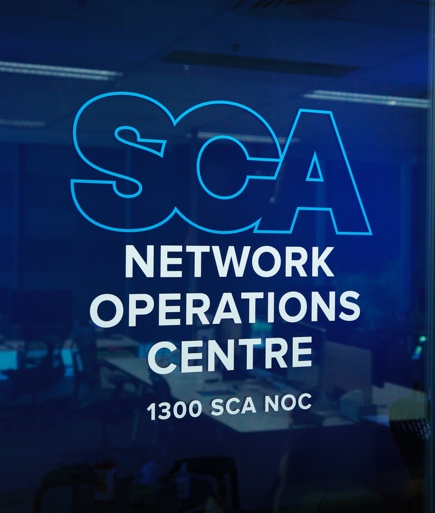 SCA
NETWORK
OPERATIONS
CENTRE
1300 SCA NOC